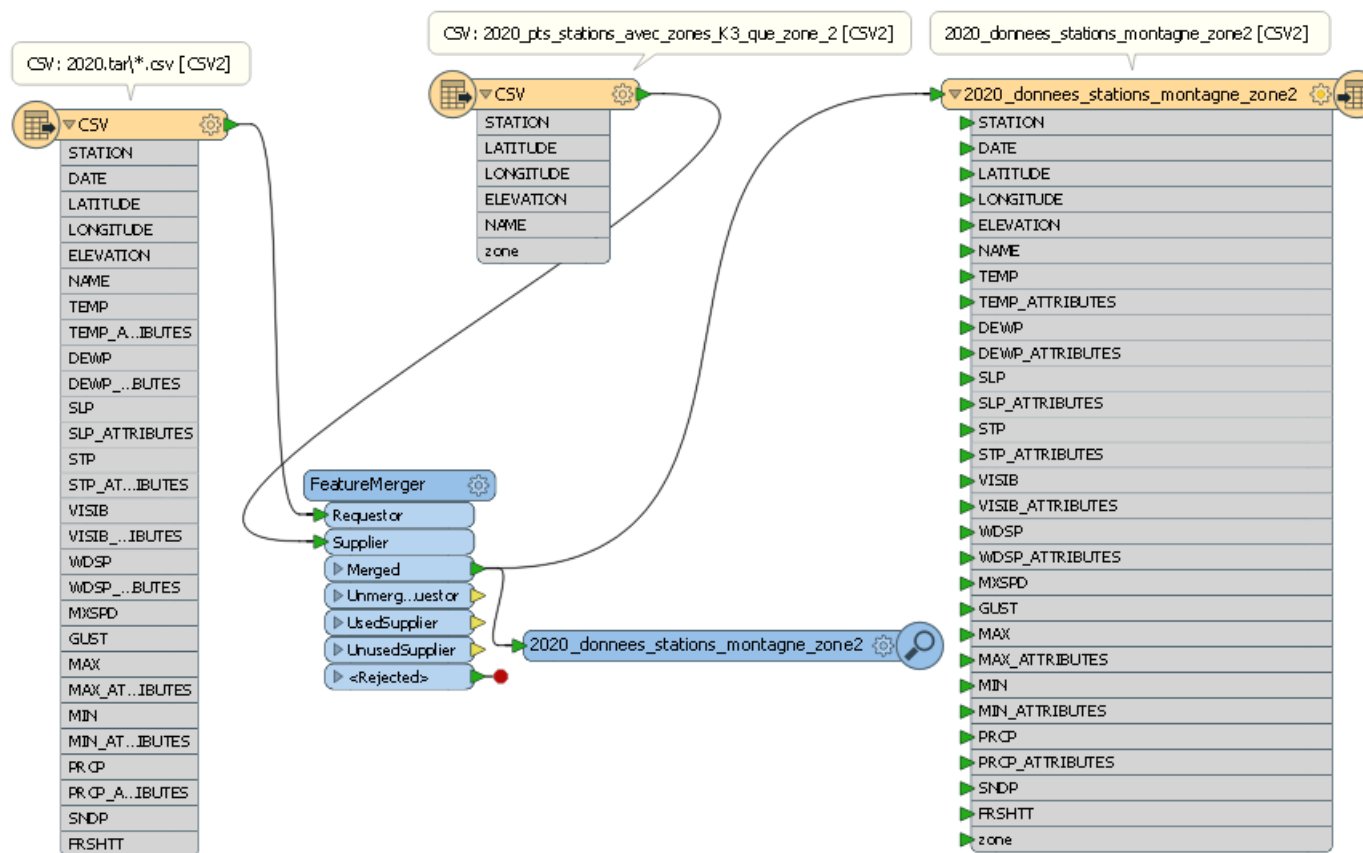 CSV: 2020.tar\*.csv [CSV2]
CSV
STATION
DATE
LATITUDE
LONGITUDE
ELEVATION
NAME
TEMP
TEMP_A...IBUTES
DEWP
DEWP_...BUTES
SLP
SLP_ATTRIBUTES
STP
STP_AT...IBUTES
VISIB
VISIB_...IBUTES
WDSP
WDSP_...BUTES
MXSPD
GUST
MAX
MAX_AT...IBUTES
MIN
MIN_AT...IBUTES
PRCP
PRCP_A...IBUTES
SNDP
FRSHTT
CSV: 2020_pts_stations_avec_zones_K3_que_zone_2 [CSV2]
CSV
STATION
LATITUDE
LONGITUDE
ELEVATION
NAME
zone
FeatureMerger
Requestor
Supplier
Merged
Unmerg...uestor
UsedSupplier
UnusedSupplier
<Rejected>
2020_donnees_stations_montagne_zone2
2020_donnees_stations_montagne_zone2 [CSV2]
2020_donnees_stations_montagne_zone2
STATION
DATE
LATITUDE
LONGITUDE
ELEVATION
NAME
TEMP
TEMP_ATTRIBUTES
DEWP
DEWP_ATTRIBUTES
SLP
SLP_ATTRIBUTES
STP
STP_ATTRIBUTES
VISIB
VISIB_ATTRIBUTES
WDSP
WDSP_ATTRIBUTES
MXSPD
GUST
MAX
MAX_ATTRIBUTES
MIN
MIN_ATTRIBUTES
PRCP
PRCP_ATTRIBUTES
SNDP
FRSHTT
zone